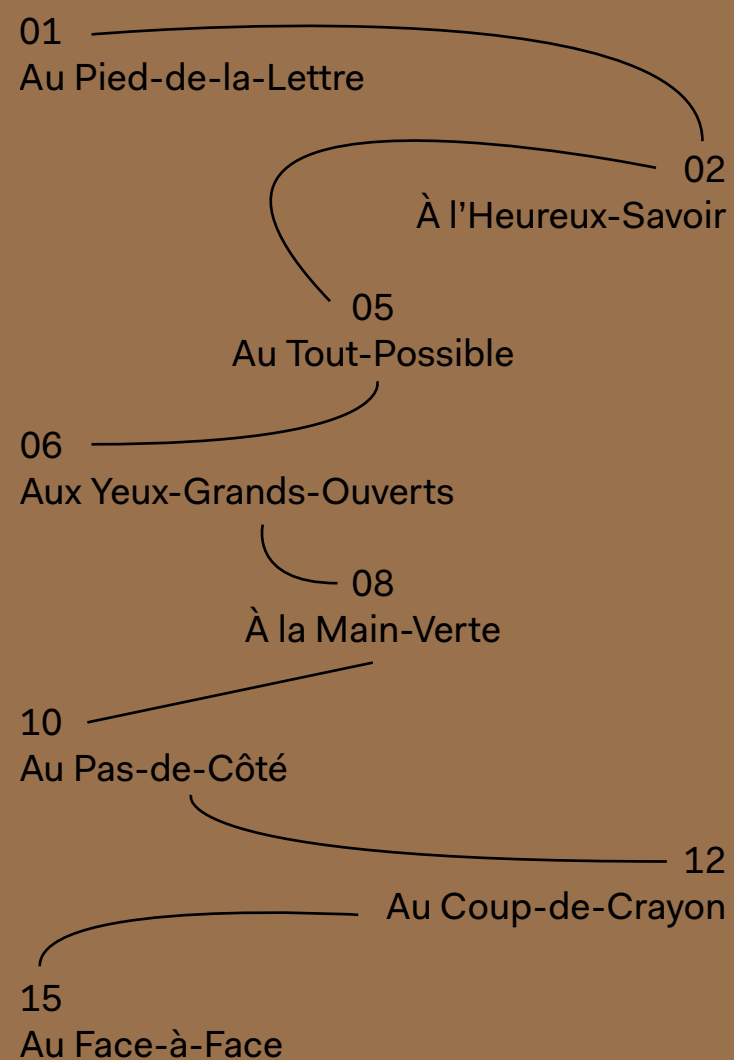 01
Au Pied-de-la-Lettre
02
À l’Heureux-Savoir
05
Au Tout-Possible
06
Aux Yeux-Grands-Ouverts
08
À la Main-Verte
10
Au Pas-de-Côté
12
Au Coup-de-Crayon
15
Au Face-à-Face